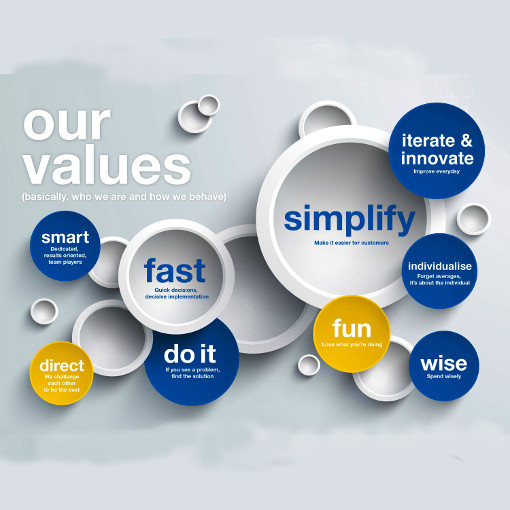 our
values
(basically, who we are and how we behave)
smart
Dedicated,
results oriented,
team players
fast
Quick decisions,
decisive implementation
direct
We challenge
each other
to be the best
do it
If you see a problem,
find the solution
simplify
Make it easier for customers
iterate &
innovate
Improve everyday
individualise
Forget averages,
it's about the individual
fun
Love what you're doing
wise
Spend wisely